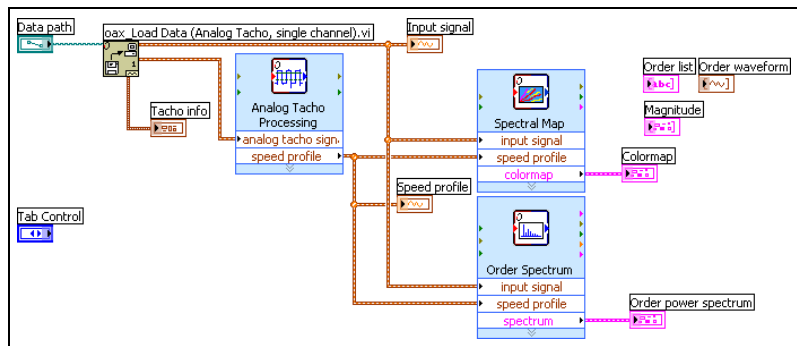 Data path
oax_Load Data (Analog Tacho, single channel).vi
Input signal
Tacho info
Analog Tacho
Processing
analog tacho sign
speed profile
Spectral Map
input signal
speed profile
colormap
Order list
Order waveform
abc
Magnitude
Colormap
Speed profile
Tab Control
Order Spectrum
input signal
speed profile
spectrum
Order power spectrum